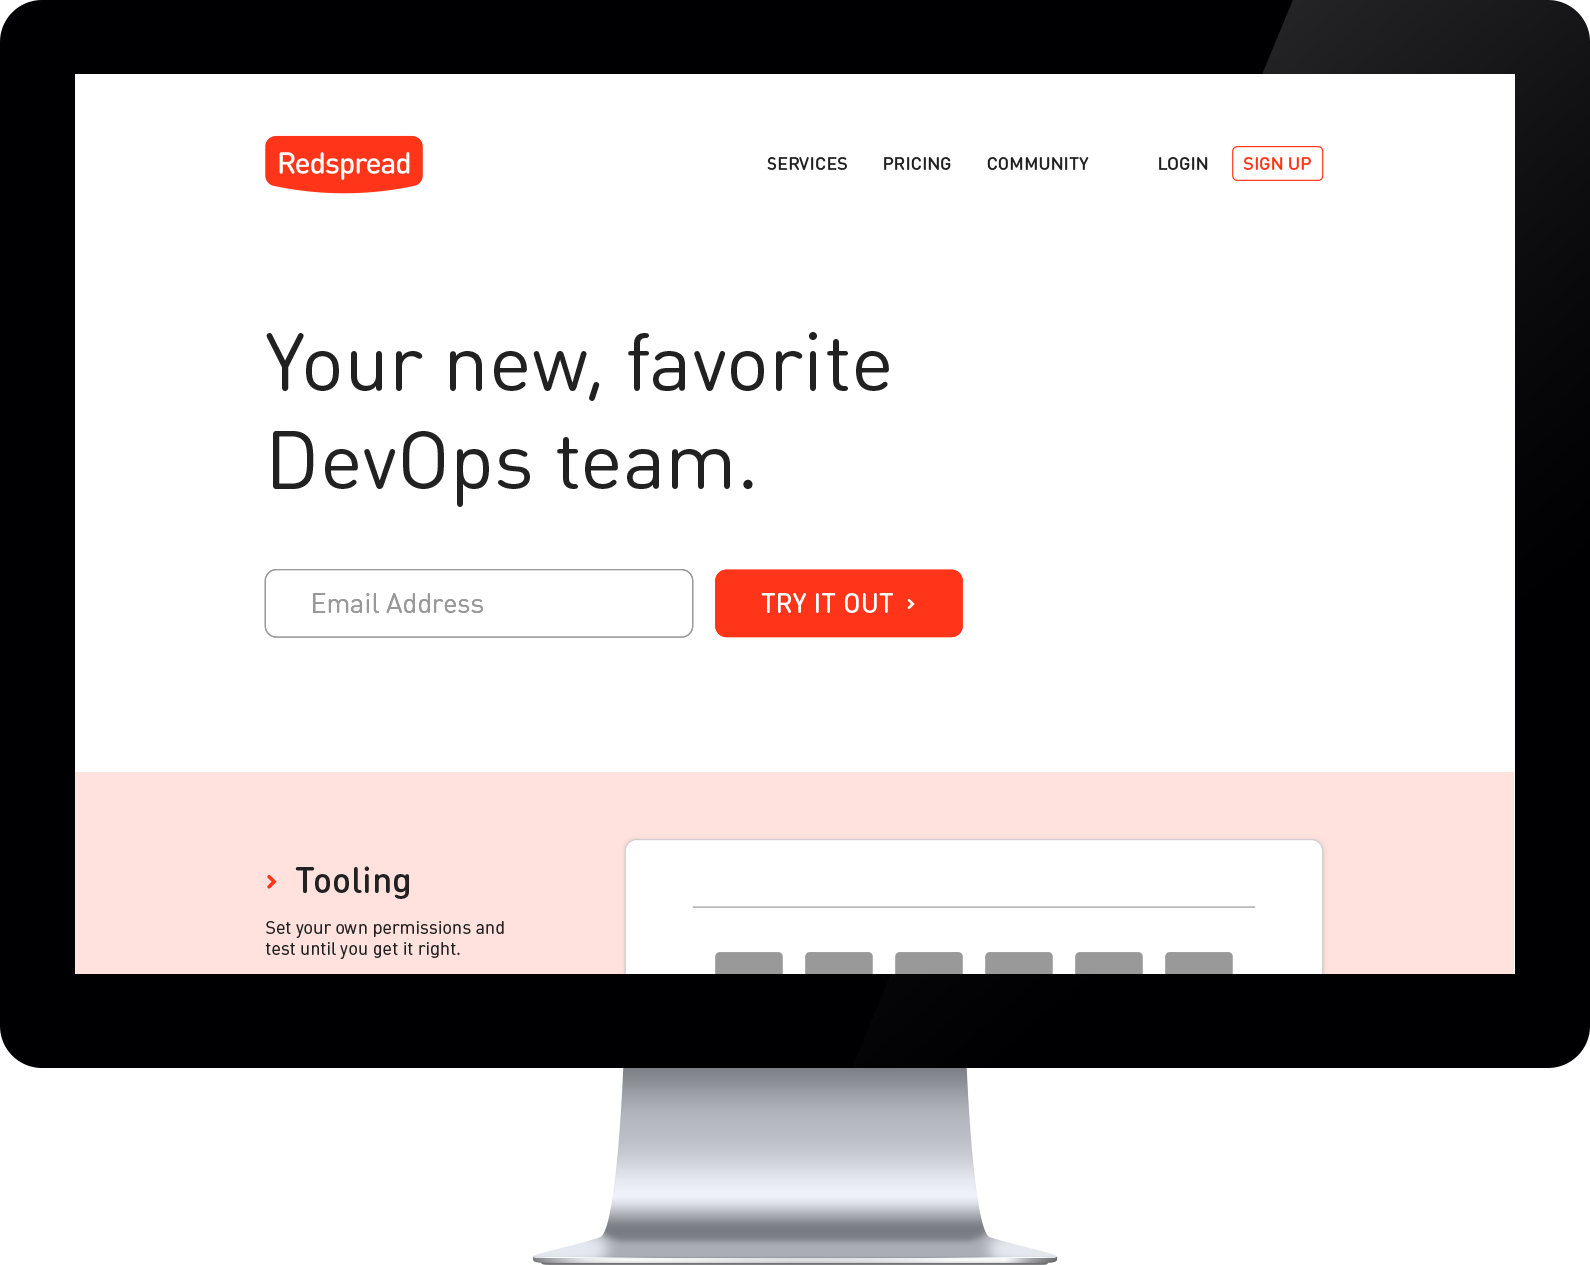 Redspread
SERVICES PRICING COMMUNITY LOGIN SIGN UP
Your new, favorite
DevOps team.
Email Address
TRY IT OUT ›
› Tooling
Set your own permissions and
test until you get it right.